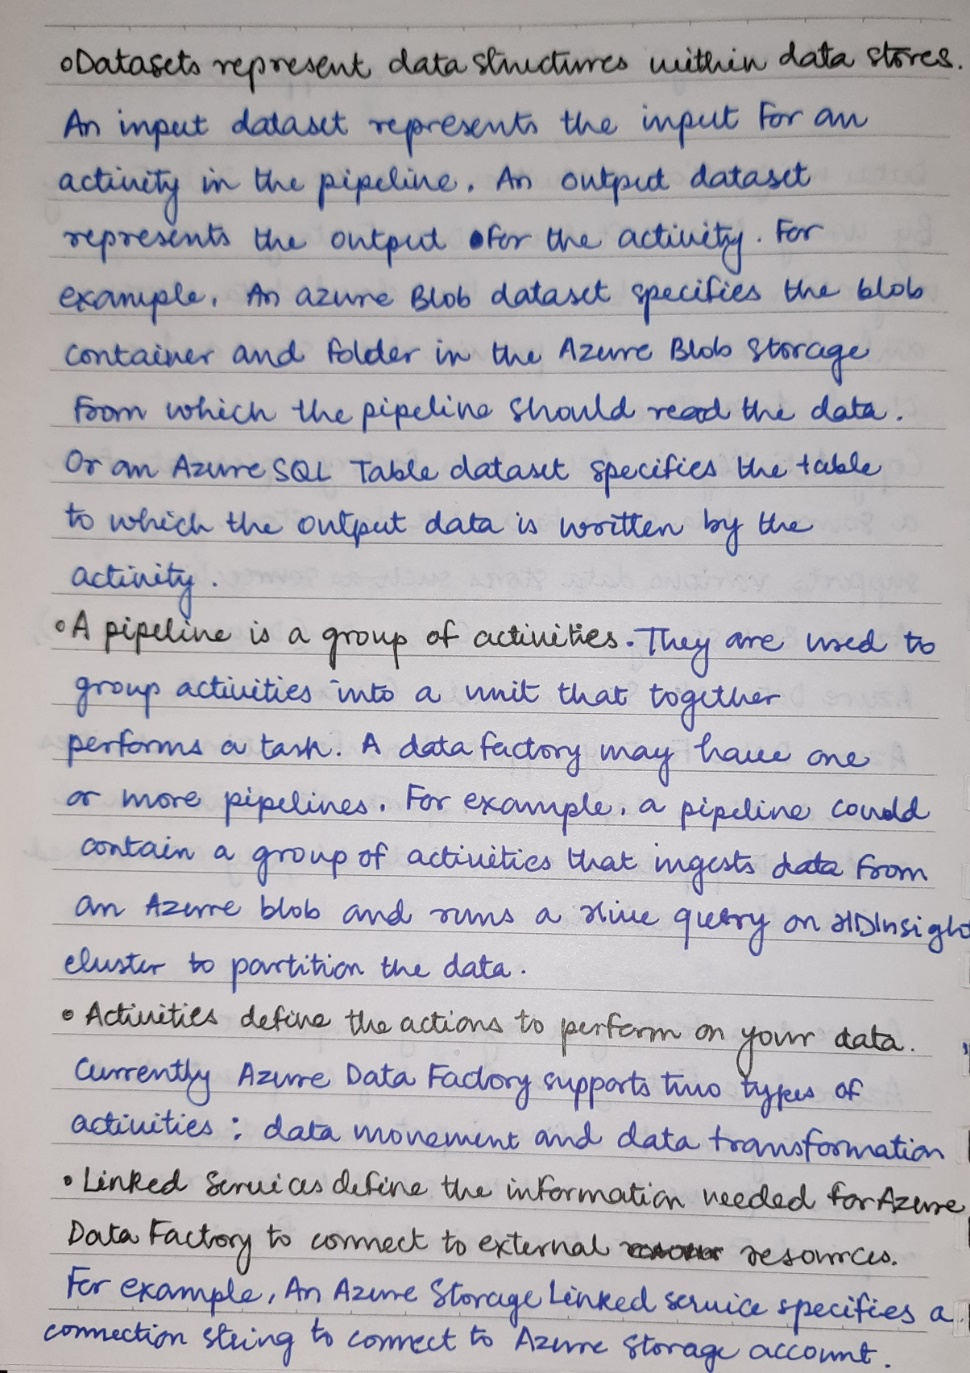 •Datasets represent data structures within data stores.
An input dataset represents the input for an
activity in the pipeline. An output dataset
represents the output for the activity. For
example, An azure Blob dataset specifies the blob
container and folder in the Azure Blob Storage
from which the pipeline should read the data.
Or an Azure SQL Table dataset specifies the table
to which the output data is written by the
activity.
•A pipeline is a group of activities. They are used to
group activities into a unit that together
performs a task. A data factory may have one
or more pipelines. For example, a pipeline could
contain a group of activities that ingests data from
an Azure blob and runs a Hive query on HDInsight
cluster to partition the data.
• Activities define the actions to perform on your data.
Currently Azure Data Factory supports two types of
activities : data movement and data transformation
• Linked Services define the information needed for Azure
Data Factory to connect to external resources.
For example, An Azure Storage Linked service specifies a
connection string to connect to Azure Storage account.